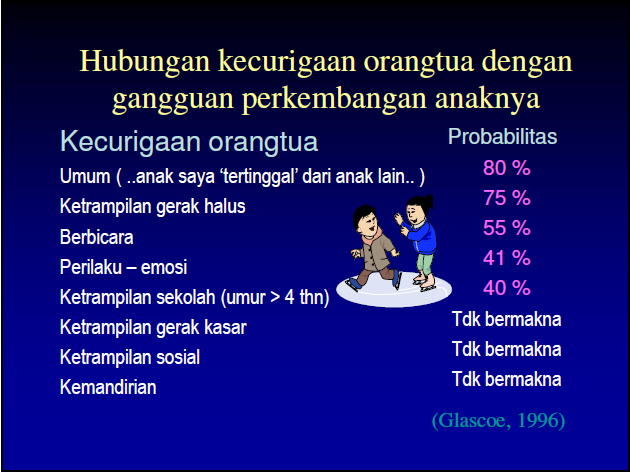 Hubungan kecurigaan orangtua dengan
gangguan perkembangan anaknya
Kecurigaan orangtua Probabilitas
Umum ( ..anak saya ‘tertinggal’ dari anak lain.. ) 80 %
Ketrampilan gerak halus 75 %
Berbicara 55 %
Perilaku – emosi 41 %
Ketrampilan sekolah (umur > 4 thn) 40 %
Ketrampilan gerak kasar Tdk bermakna
Ketrampilan sosial Tdk bermakna
Kemandirian Tdk bermakna
(Glascoe, 1996)